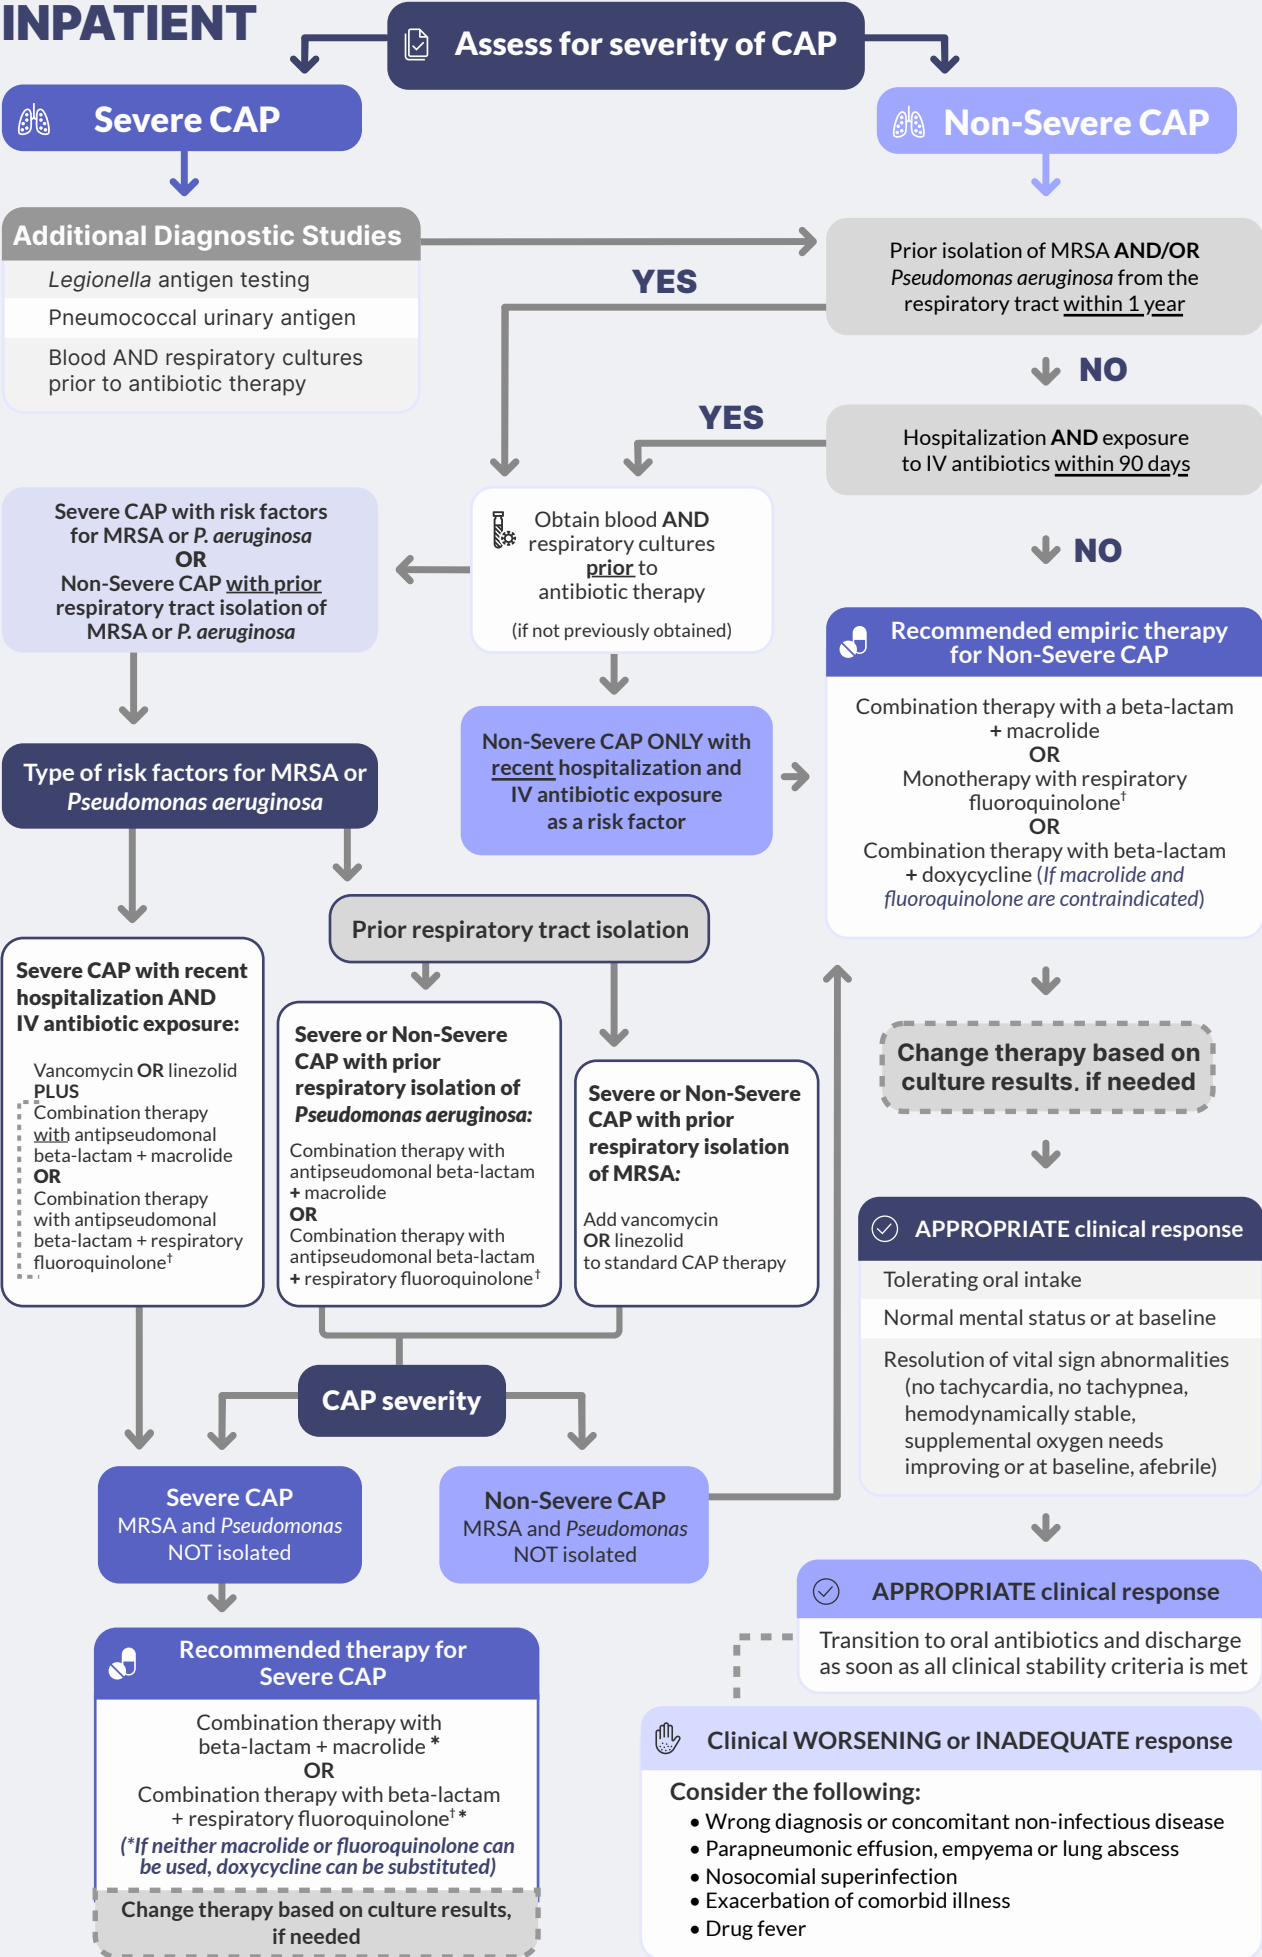 INPATIENT
Assess for severity of CAP
Severe CAP
Non-Severe CAP
Additional Diagnostic Studies
Legionella antigen testing
Pneumococcal urinary antigen
Blood AND respiratory cultures
prior to antibiotic therapy
Prior isolation of MRSA AND/OR
Pseudomonas aeruginosa from the
respiratory tract within 1 year
YES
NO
Hospitalization AND exposure
to IV antibiotics within 90 days
YES
NO
Obtain blood AND
respiratory cultures
prior to
antibiotic therapy
(if not previously obtained)
Severe CAP with risk factors
for MRSA or P. aeruginosa
OR
Non-Severe CAP with prior
respiratory tract isolation of
MRSA or P. aeruginosa
Non-Severe CAP ONLY with
recent hospitalization and
IV antibiotic exposure
as a risk factor
Recommended empiric therapy
for Non-Severe CAP
Combination therapy with a beta-lactam
+ macrolide
OR
Monotherapy with respiratory
fluoroquinolone†
OR
Combination therapy with beta-lactam
+ doxycycline (If macrolide and
fluoroquinolone are contraindicated)
Type of risk factors for MRSA or
Pseudomonas aeruginosa
Prior respiratory tract isolation
Severe CAP with recent
hospitalization AND
IV antibiotic exposure:
Vancomycin OR linezolid
PLUS
Combination therapy
with antipseudomonal
beta-lactam + macrolide
OR
Combination therapy
with antipseudomonal
beta-lactam + respiratory
fluoroquinolone†
Severe or Non-Severe
CAP with prior
respiratory isolation of
Pseudomonas aeruginosa:
Combination therapy with
antipseudomonal beta-lactam
+ macrolide
OR
Combination therapy with
antipseudomonal beta-lactam
+ respiratory fluoroquinolone†
Severe or Non-Severe
CAP with prior
respiratory isolation
of MRSA:
Add vancomycin
OR linezolid
to standard CAP therapy
Change therapy based on
culture results, if needed
APPROPRIATE clinical response
Tolerating oral intake
Normal mental status or at baseline
Resolution of vital sign abnormalities
(no tachycardia, no tachypnea,
hemodynamically stable,
supplemental oxygen needs
improving or at baseline, afebrile)
CAP severity
Severe CAP
MRSA and Pseudomonas
NOT isolated
Non-Severe CAP
MRSA and Pseudomonas
NOT isolated
Recommended therapy for
Severe CAP
Combination therapy with
beta-lactam + macrolide *
OR
Combination therapy with beta-lactam
+ respiratory fluoroquinolone† *
(*If neither macrolide or fluoroquinolone can
be used, doxycycline can be substituted)
Change therapy based on culture results,
if needed
APPROPRIATE clinical response
Transition to oral antibiotics and discharge
as soon as all clinical stability criteria is met
Clinical WORSENING or INADEQUATE response
Consider the following:
• Wrong diagnosis or concomitant non-infectious disease
• Parapneumonic effusion, empyema or lung abscess
• Nosocomial superinfection
• Exacerbation of comorbid illness
• Drug fever